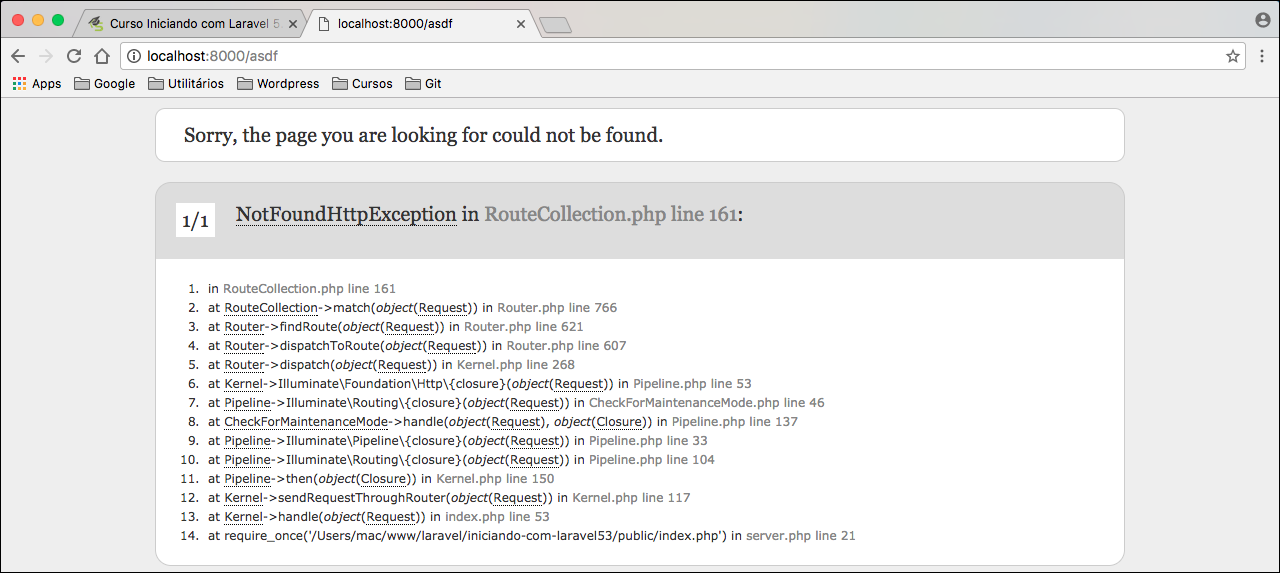 Curso Iniciando com Laravel 5
localhost:8000/asdf
localhost:8000/asdf
Apps Google Utilitários Wordpress Cursos Git
Sorry, the page you are looking for could not be found.
1/1 NotFoundHttpException in RouteCollection.php line 161:
1. in RouteCollection.php line 161
2. at RouteCollection->match(object(Request)) in Router.php line 766
3. at Router->findRoute(object(Request)) in Router.php line 621
4. at Router->dispatchToRoute(object(Request)) in Router.php line 607
5. at Router->dispatch(object(Request)) in Kernel.php line 268
6. at Kernel->Illuminate\Foundation\Http\{closure}(object(Request)) in Pipeline.php line 53
7. at Pipeline->Illuminate\Routing\{closure}(object(Request)) in CheckForMaintenanceMode.php line 46
8. at CheckForMaintenanceMode->handle(object(Request), object(Closure)) in Pipeline.php line 137
9. at Pipeline->Illuminate\Pipeline\{closure}(object(Request)) in Pipeline.php line 33
10. at Pipeline->Illuminate\Routing\{closure}(object(Request)) in Pipeline.php line 104
11. at Pipeline->then(object(Closure)) in Kernel.php line 150
12. at Kernel->sendRequestThroughRouter(object(Request)) in Kernel.php line 117
13. at Kernel->handle(object(Request)) in index.php line 53
14. at require_once('/Users/mac/www/laravel/iniciando-com-laravel53/public/index.php') in server.php line 21